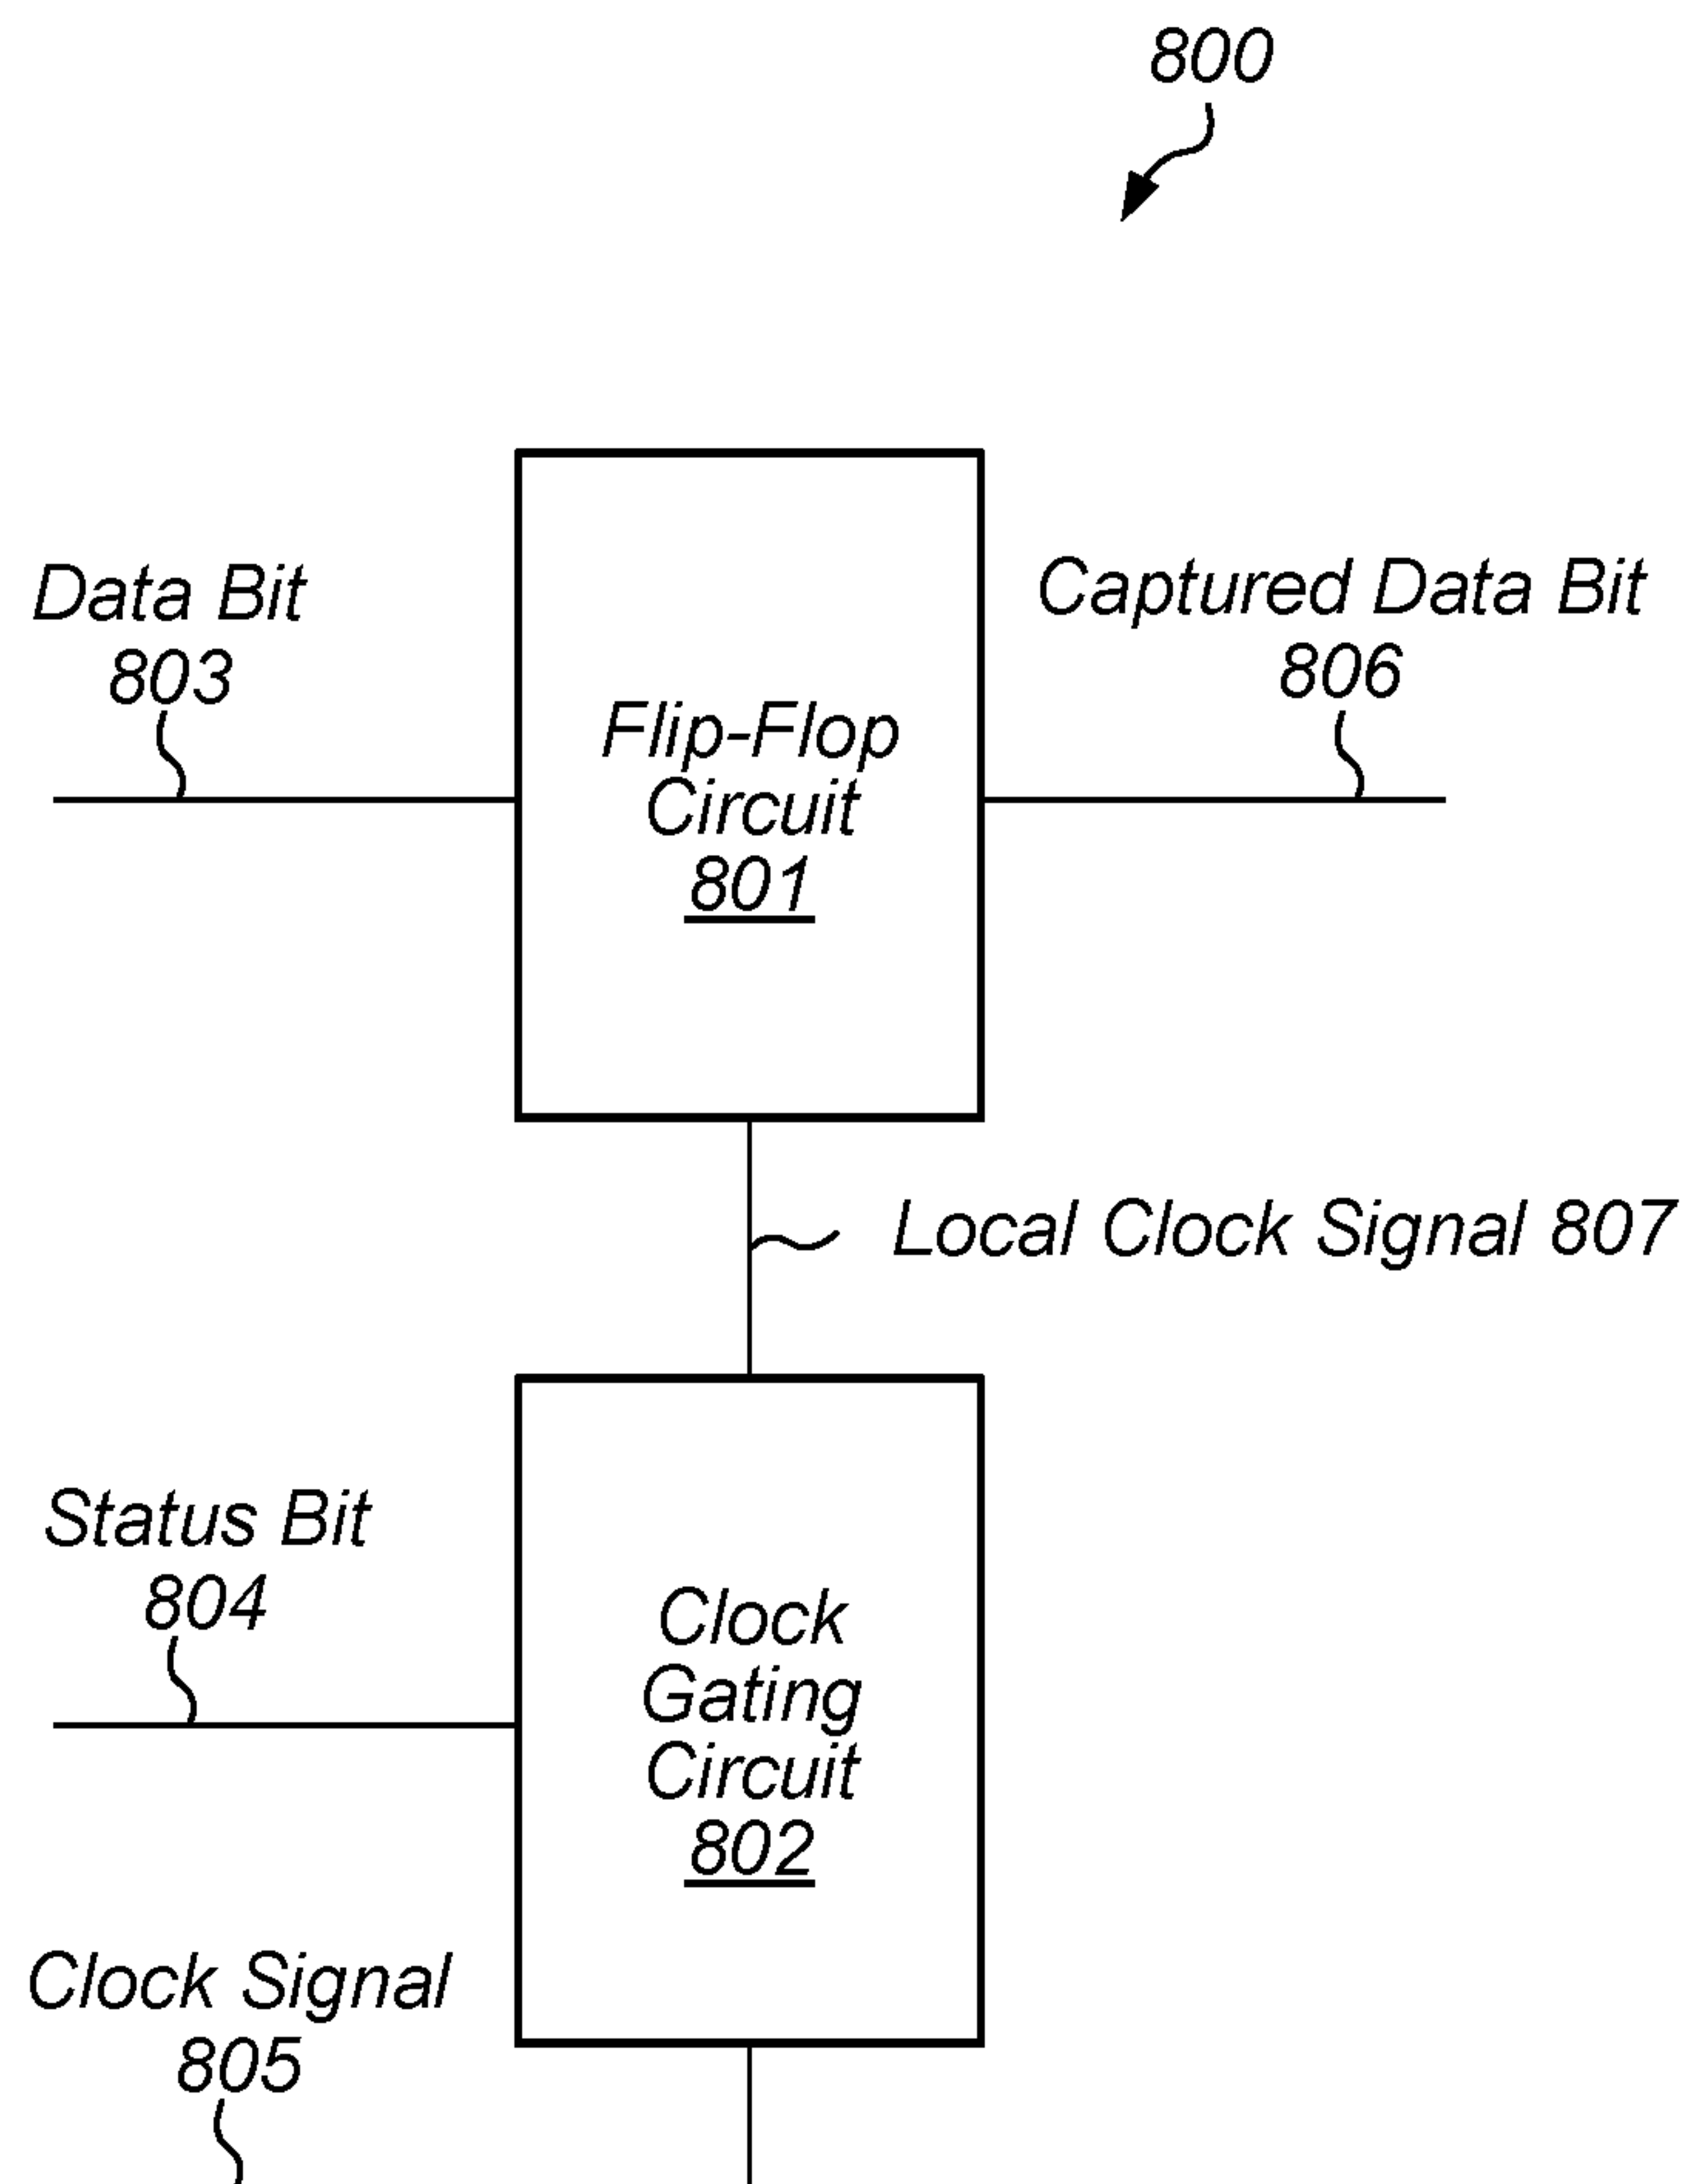 800
Data Bit
803
Captured Data Bit
806
Flip-Flop
Circuit
801
Local Clock Signal 807
Status Bit
804
Clock
Gating
Circuit
802
Clock Signal
805